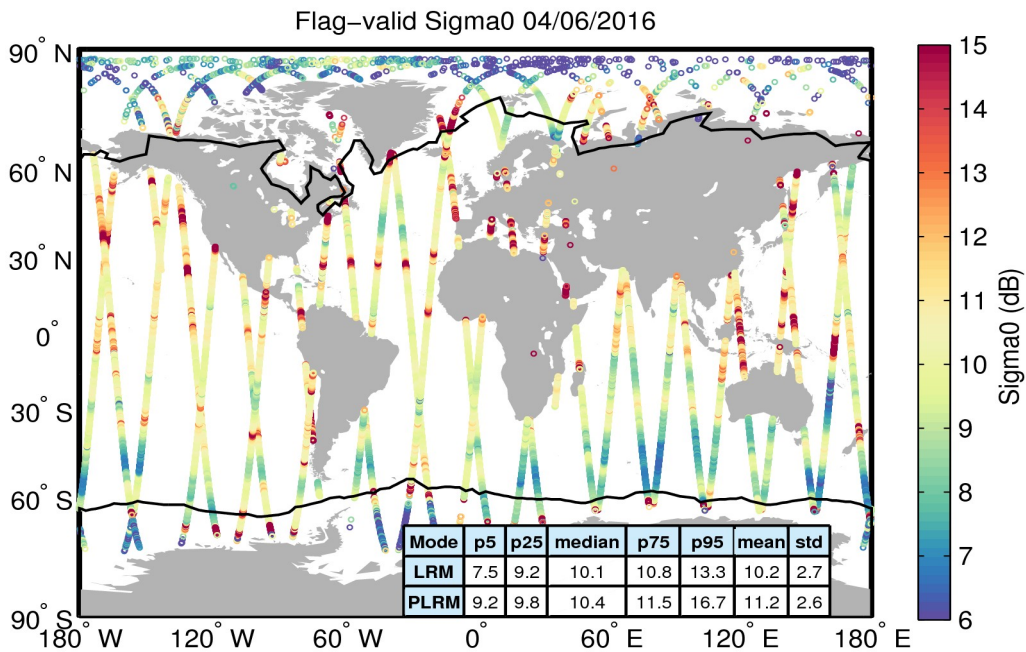 Flag−valid Sigma0 04/06/2016
90° N
60° N
30° N
0°
30° S
60° S
90° S
180° W
120° W
60° W
0°
60° E
120° E
180° E
Mode p5 p25 median p75 p95 mean std
LRM 7.5 9.2 10.1 10.8 13.3 10.2 2.7
PLRM 9.2 9.8 10.4 11.5 16.7 11.2 2.6
15
14
13
12
11
10
9
8
7
6
Sigma0 (dB)